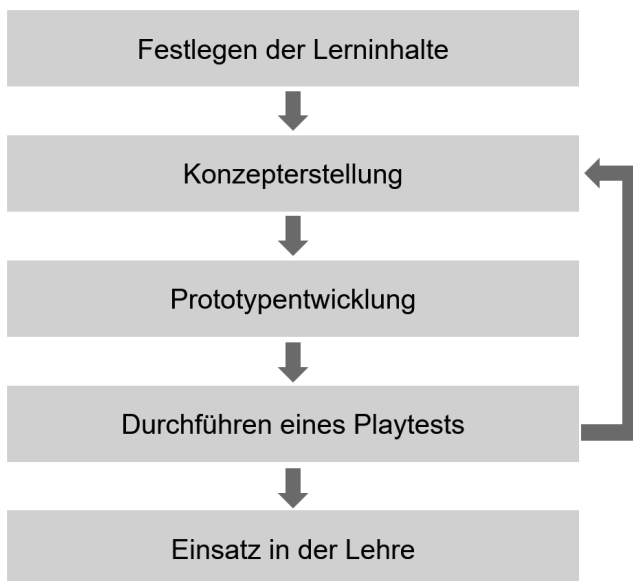 Festlegen der Lerninhalte
Konzepterstellung
Prototypentwicklung
Durchführen eines Playtests
Einsatz in der Lehre